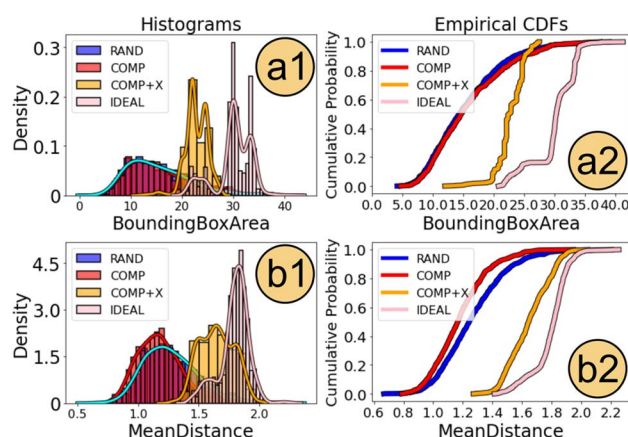 Histograms
Empirical CDFs
0.3
0.2
0.1
0.0
Density
RAND
COMP
COMP+X
IDEAL
a1
0 10 20 30 40
BoundingBoxArea
1.0
0.8
0.6
0.4
0.2
0.0
Cumulative Probability
RAND
COMP
COMP+X
IDEAL
a2
0.0 5.0 10.0 15.0 20.0 25.0 30.0 35.0 40.0
BoundingBoxArea
4.5
3.0
1.5
0.0
Density
RAND
COMP
COMP+X
IDEAL
b1
0.5 1.0 1.5 2.0
MeanDistance
1.0
0.8
0.6
0.4
0.2
0.0
Cumulative Probability
RAND
COMP
COMP+X
IDEAL
b2
0.6 0.8 1.0 1.2 1.4 1.6 1.8 2.0 2.2
MeanDistance